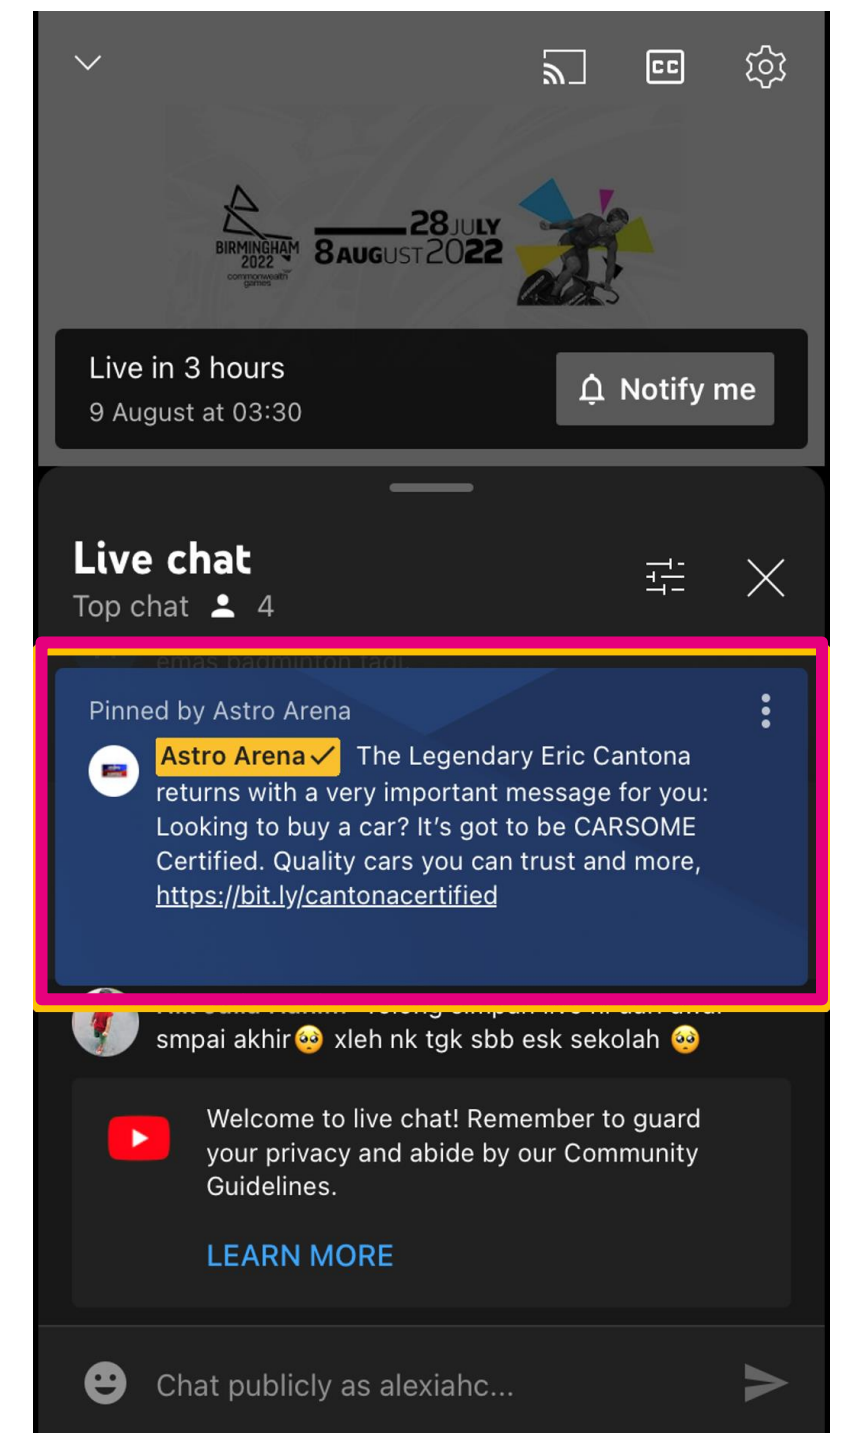 CC
28JULY
8AUGUST2022
BIRMINGHAM
2022
commonwealth
games
Live in 3 hours
9 August at 03:30
Notify me
Live chat
Top chat 4
emas badminton tadi.
Pinned by Astro Arena
Astro Arena The Legendary Eric Cantona
returns with a very important message for you:
Looking to buy a car? It's got to be CARSOME
Certified. Quality cars you can trust and more,
https://bit.ly/cantonacertified
smpai akhir🥺 xleh nk tgk sbb esk sekolah 🥺
Welcome to live chat! Remember to guard
your privacy and abide by our Community
Guidelines.
LEARN MORE
Chat publicly as alexiahc...